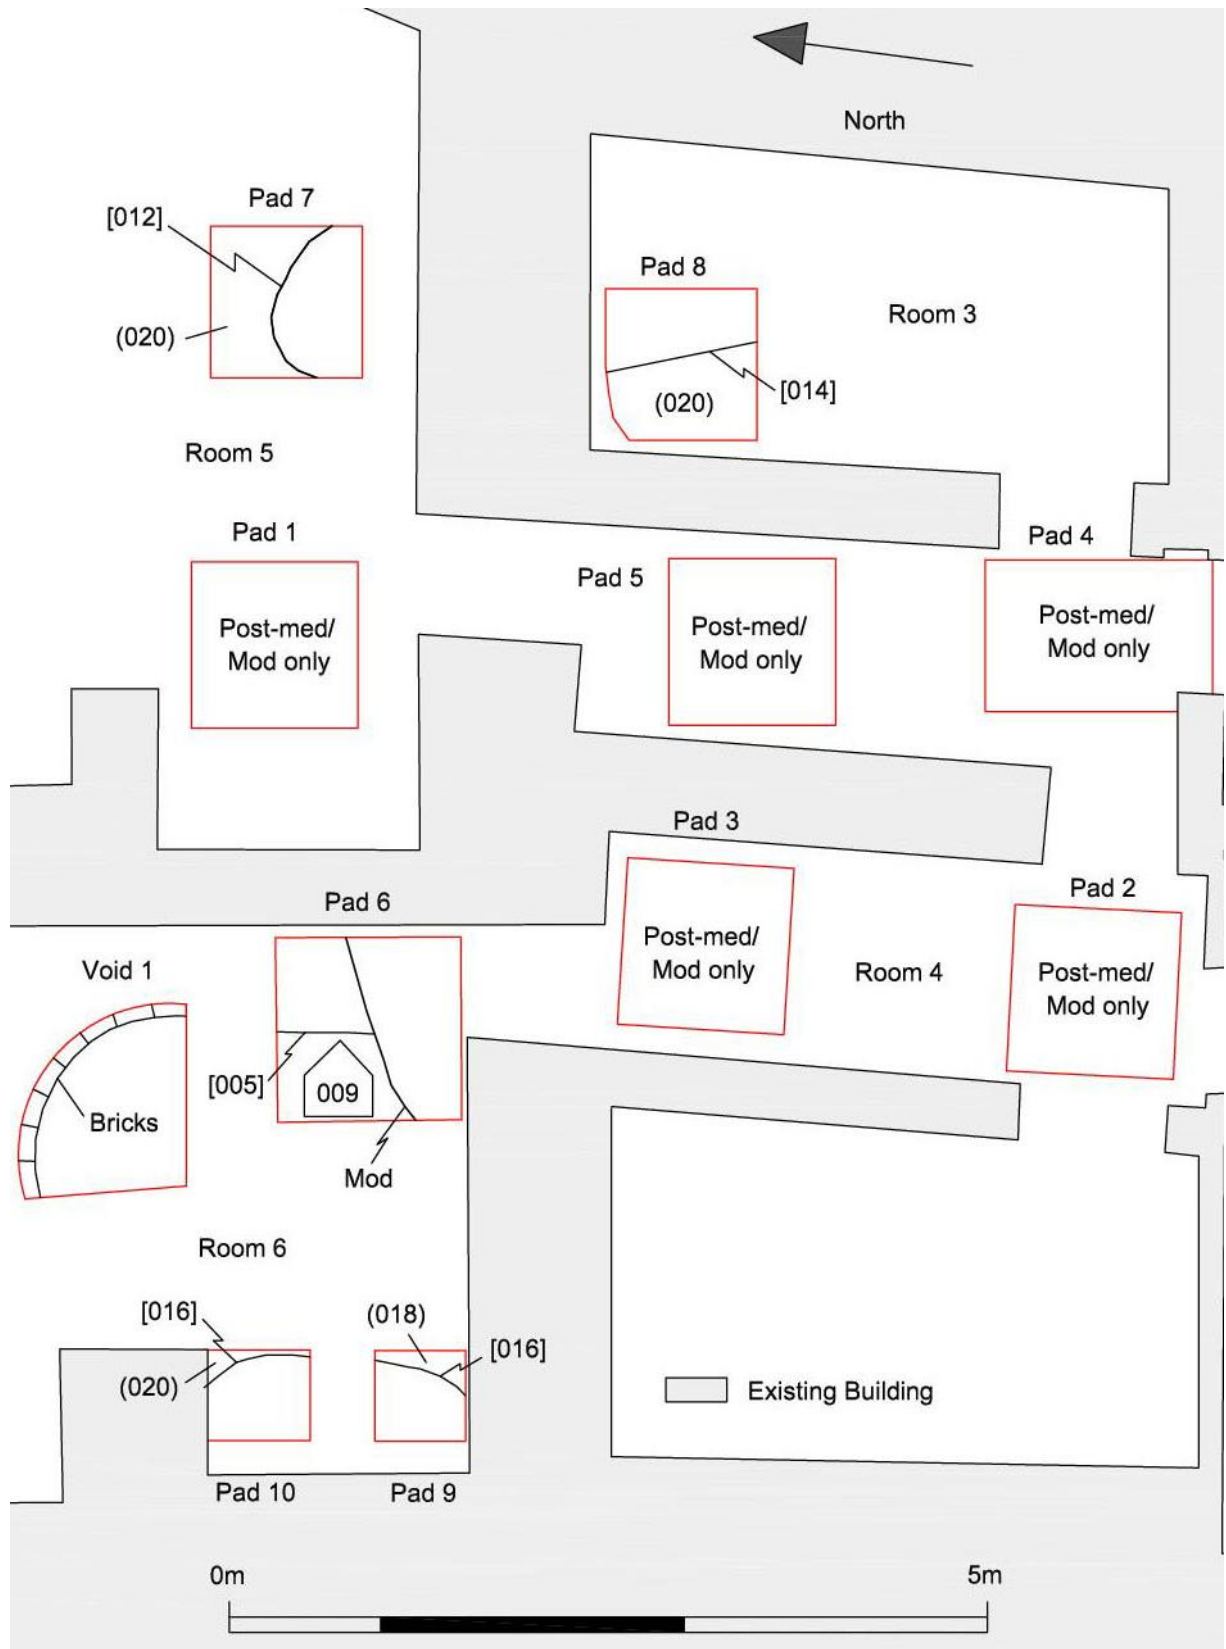 North
Pad 7
[012]
(020)
Pad 8
Room 3
[014]
(020)
Room 5
Pad 1
Post-med/
Mod only
Pad 5
Post-med/
Mod only
Pad 4
Post-med/
Mod only
Pad 3
Post-med/
Mod only
Room 4
Pad 2
Post-med/
Mod only
Pad 6
Void 1
Bricks
[005]
009
Mod
Room 6
[016]
(020)
(018)
[016]
Pad 10
Pad 9
Existing Building
0m
5m